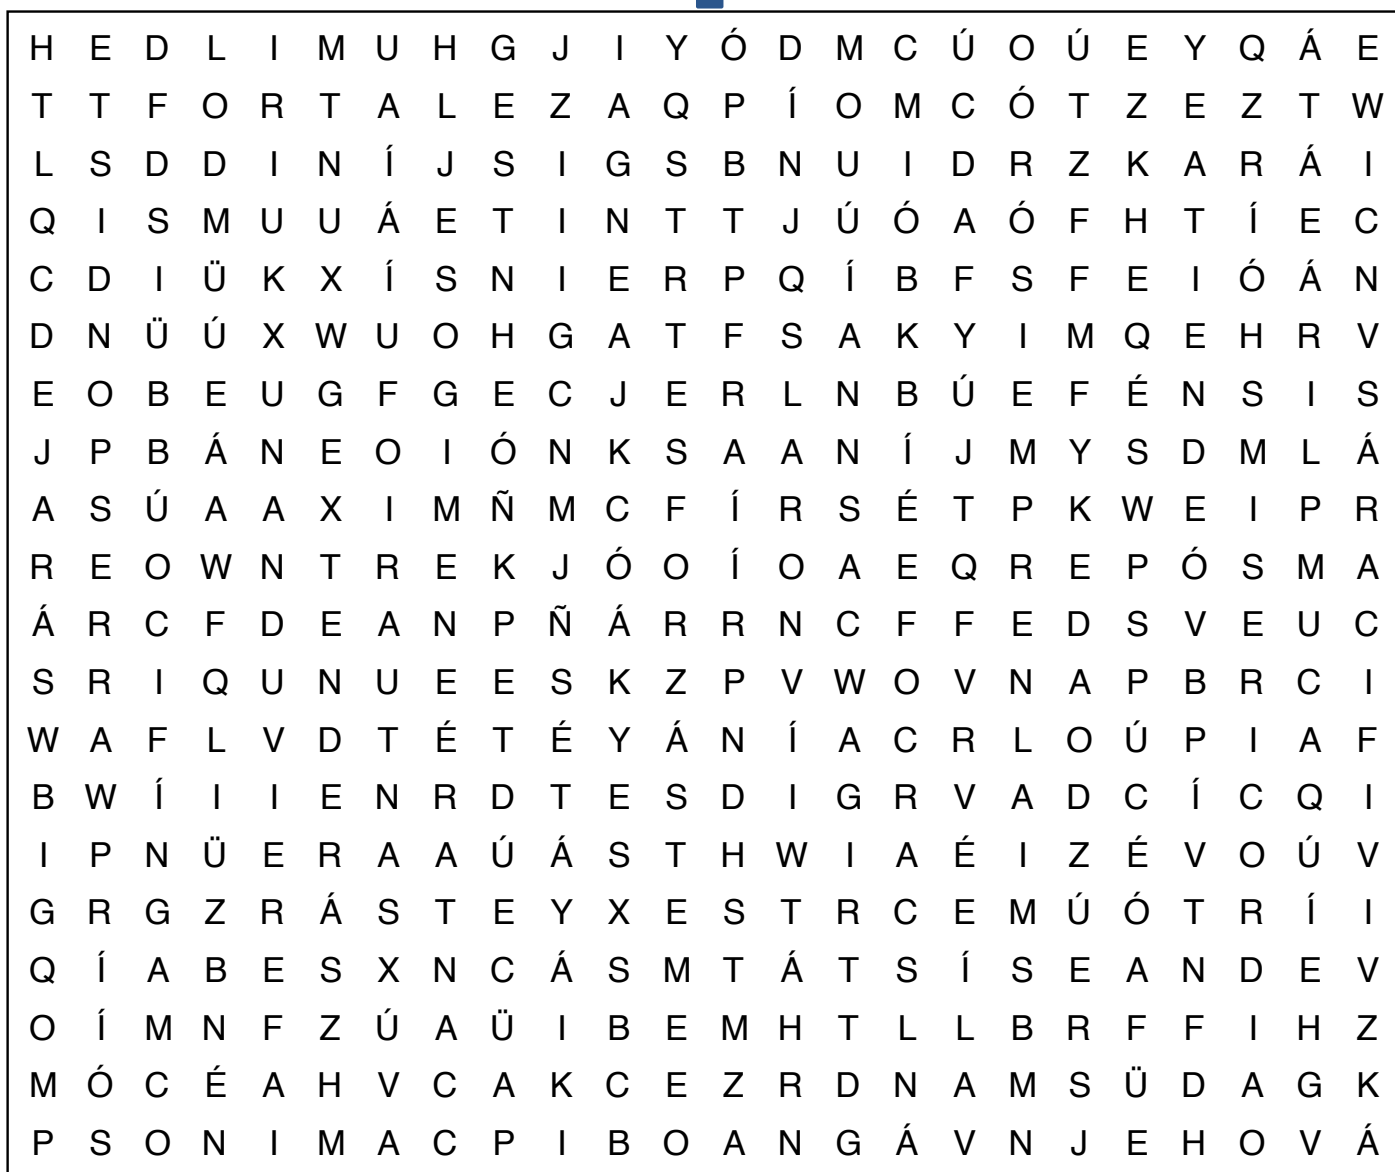 H E D L I M U H G J I Y Ó D M C Ú O Ú E Y Q Á E
T T F O R T A L E Z A Q P Í O M C Ó T Z E Z T W
L S D D I N Í J S I G S B N U I D R Z K A R Á I
Q I S M U U Á E T I N T T J Ú Ó A Ó F H T Í E C
C D I Ü K X Í S N I E R P Q Í B F S F E I Ó Á N
D N Ü Ú X W U O H G A T F S A K Y I M Q E H R V
E O B E U G F G E C J E R L N B Ú E F É N S I S
J P B Á N E O I Ó N K S A A N Í J M Y S D M L Á
A S Ú A A X I M Ñ M C F Í R S É T P K W E I P R
R E O W N T R E K J Ó O Í O A E Q R E P Ó S M A
Á R C F D E A N P Ñ Á R R N C F F E D S V E U C
S R I Q U N U E E S K Z P V W O V N A P B R C I
W A F L V D T É T É Y Á N Í A C R L O Ú P I A F
B W Í I I E N R D T E S D I G R V A D C Í C Q I
I P N Ü E R A A Ú Á S T H W I A É I Z É V O Ú V
G R G Z R Á S T E Y X E S T R C E M Ú Ó T R Í I
Q Í A B E S X N C Á S M T Á T S Í S E A N D E V
O Í M N F Z Ú A Ü I B E M H T L L B R F F I H Z
M Ó C É A H V C A K C E Z R D N A M S Ü D A G K
P S O N I M A C P I B O A N G Á V N J E H O V Á